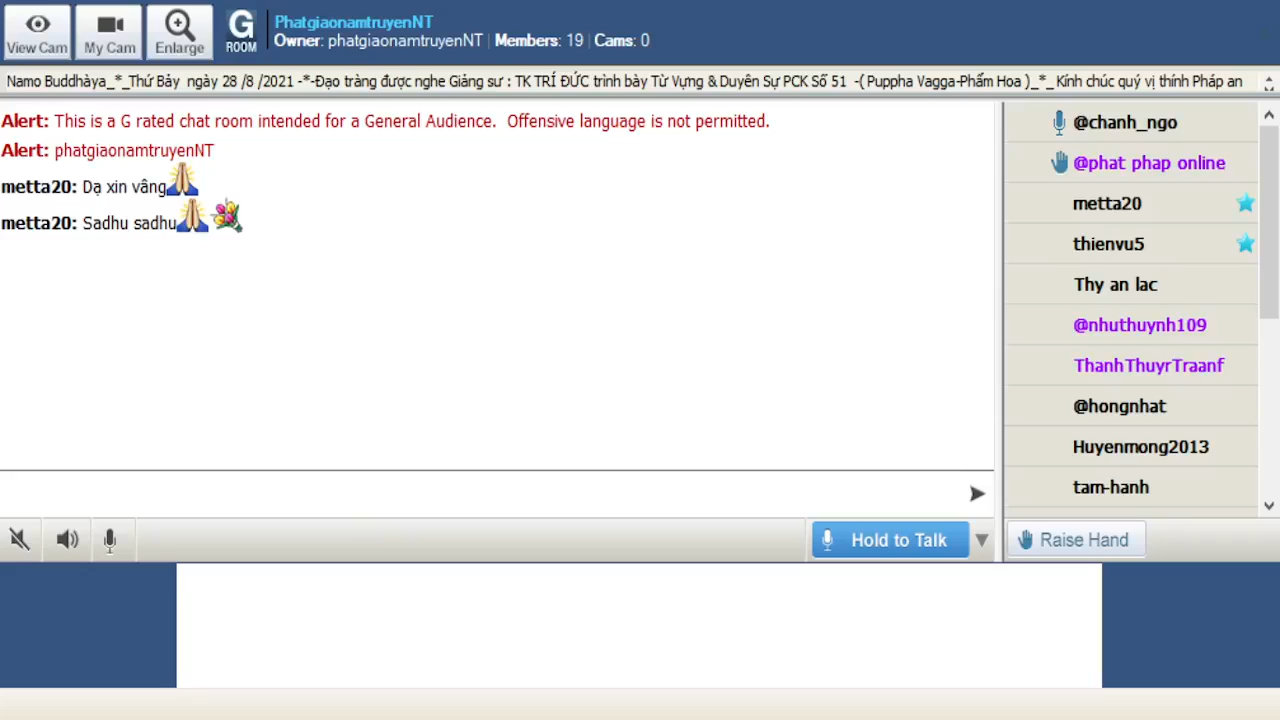 View Cam
My Cam
Enlarge
G
ROOM
PhatgiaonamtruyenNT
Owner: phatgiaonamtruyenNT | Members: 19 | Cams: 0
Namo Buddhàya_*_Thứ Bảy ngày 28 /8 /2021 -*-Đạo tràng được nghe Giảng sư : TK TRÍ ĐỨC trình bày Từ Vựng & Duyên Sự PCK Số 51 -( Puppha Vagga-Phẩm Hoa )_*_Kính chúc quý vị thính Pháp an
Alert: This is a G rated chat room intended for a General Audience. Offensive language is not permitted.
Alert: phatgiaonamtruyenNT
metta20: Dạ xin vâng
metta20: Sadhu sadhu
@chanh_ngo
@phat phap online
metta20
thienvu5
Thy an lac
@nhuthuynh109
ThanhThuyrTraanf
@hongnhat
Huyenmong2013
tam-hanh
Hold to Talk
Raise Hand